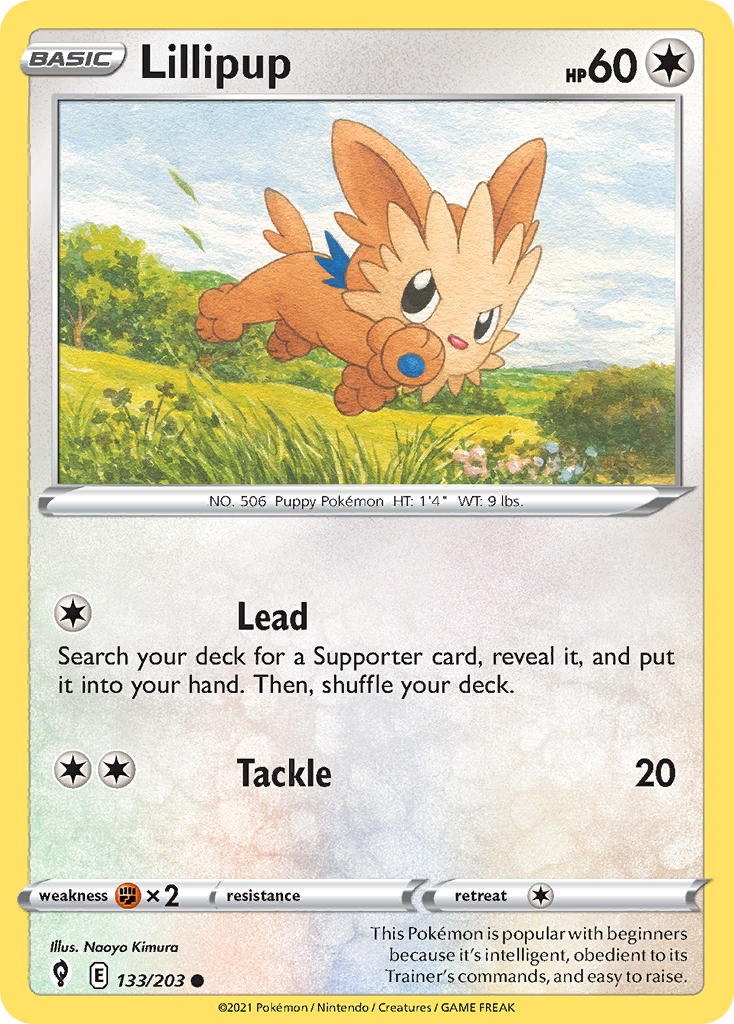 BASIC Lillipup HP60
NO. 506 Puppy Pokémon HT: 1'4" WT: 9 lbs.
Lead
Search your deck for a Supporter card, reveal it, and put
it into your hand. Then, shuffle your deck.
Tackle 20
weakness ×2 resistance retreat
Illus. Naoyo Kimura
This Pokémon is popular with beginners
because it's intelligent, obedient to its
Trainer's commands, and easy to raise.
E 133/203
©2021 Pokémon / Nintendo / Creatures / GAME FREAK